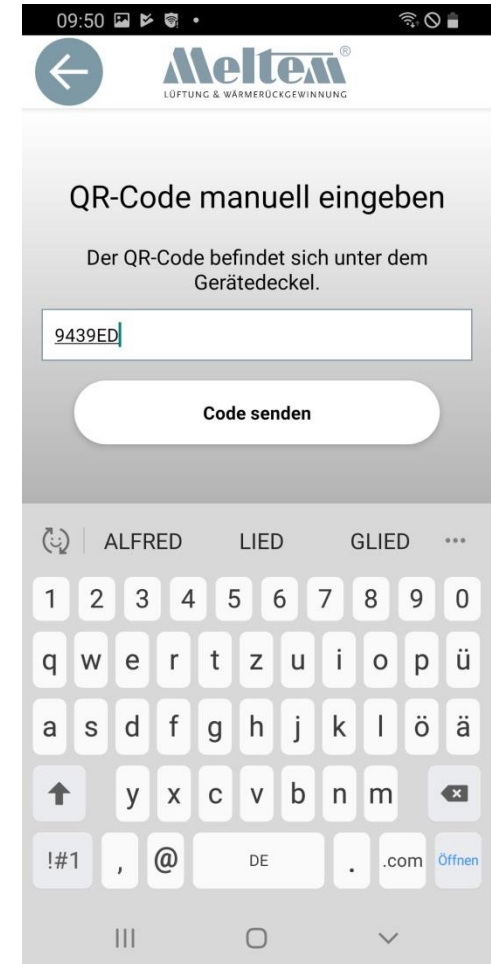 09:50
Meltem®
LÜFTUNG & WÄRMERÜCKGEWINNUNG
QR-Code manuell eingeben
Der QR-Code befindet sich unter dem
Gerätedeckel.
9439ED
Code senden
ALFRED LIED GLIED
1 2 3 4 5 6 7 8 9 0
q w e r t z u i o p ü
a s d f g h j k l ö ä
y x c v b n m
!#1 , @ DE . .com Öffnen